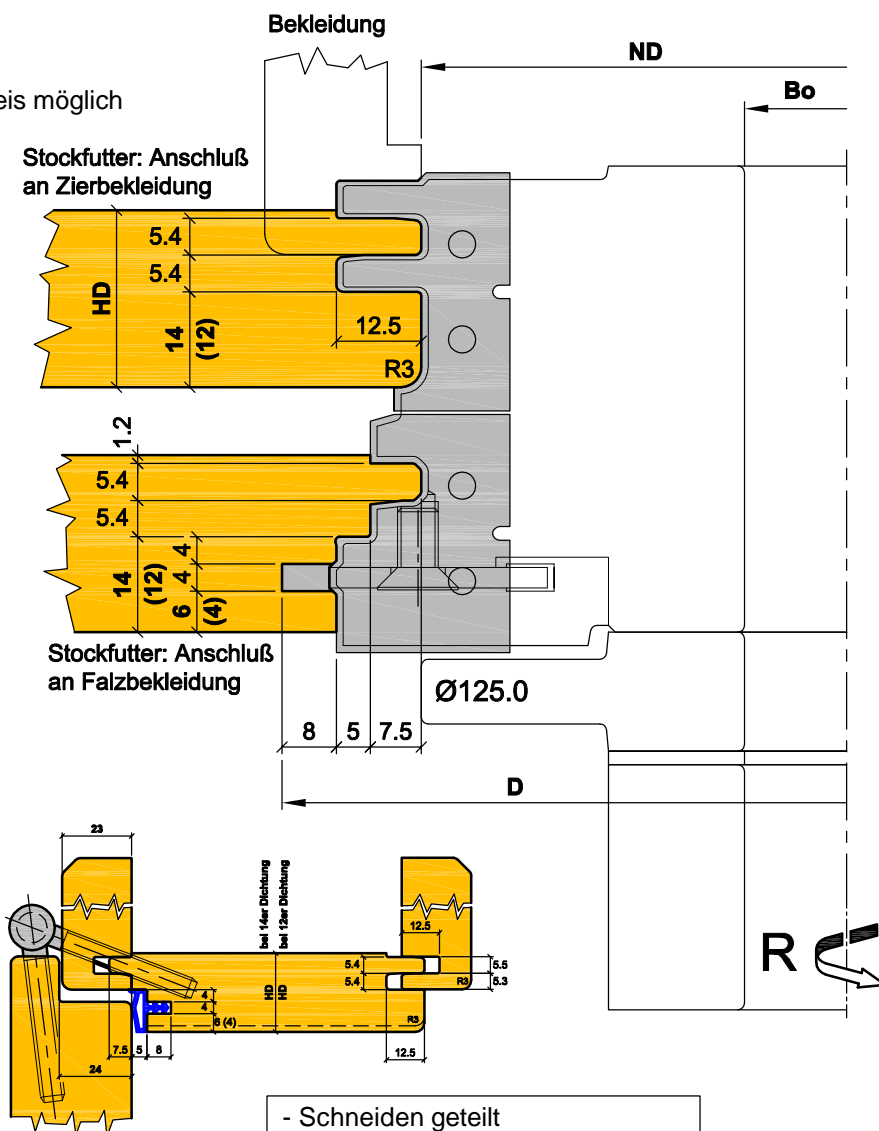 Bekleidung
ND
Bo
eis möglich
Stockfutter: Anschluß
an Zierbekleidung
5.4
5.4
HD
14
(12)
12.5
R3
1.2
5.4
5.4
4
4
14
(12)
6
(4)
Stockfutter: Anschluß
an Falzbekleidung
Ø125.0
8
5
7.5
D
23
bei 14er Dichtung
bei 12er Dichtung
12.5
5.4
5.5
5.4
5.3
R3
HD
HD
4
4
6 (4)
R3
7.5
5
8
12.5
24
R
- Schneiden geteilt